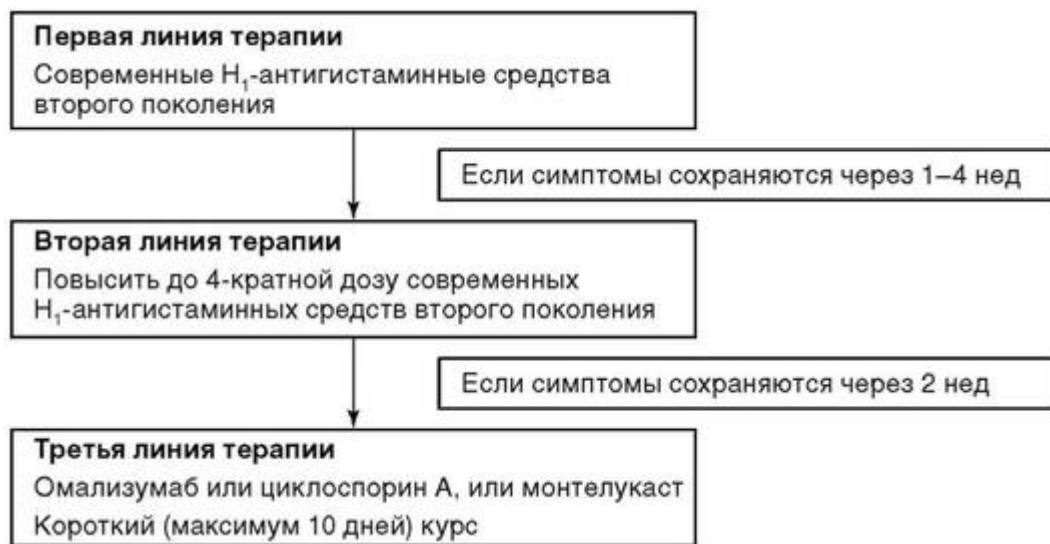 Первая линия терапии
Современные H₁-антигистаминные средства
второго поколения
Если симптомы сохраняются через 1–4 нед
Вторая линия терапии
Повысить до 4-кратной дозу современных
H₁-антигистаминных средств второго поколения
Если симптомы сохраняются через 2 нед
Третья линия терапии
Омализумаб или циклоспорин А, или монтелукаст
Короткий (максимум 10 дней) курс